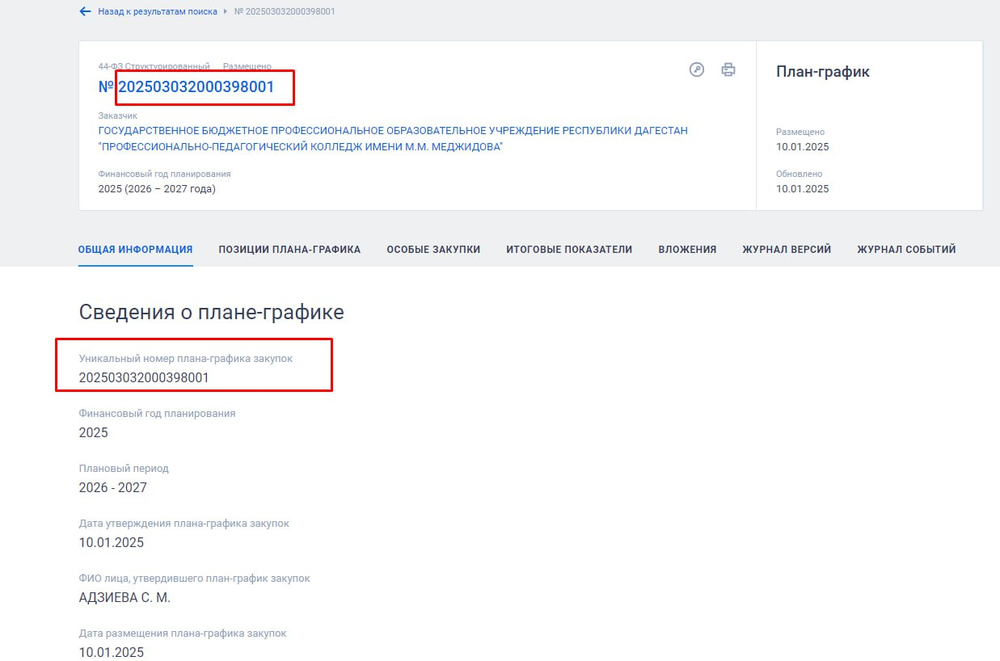 Назад к результатам поиска № 202503032000398001
44-ФЗ Структурированный Размещено
№ 202503032000398001
Заказчик
ГОСУДАРСТВЕННОЕ БЮДЖЕТНОЕ ПРОФЕССИОНАЛЬНОЕ ОБРАЗОВАТЕЛЬНОЕ УЧРЕЖДЕНИЕ РЕСПУБЛИКИ ДАГЕСТАН
"ПРОФЕССИОНАЛЬНО-ПЕДАГОГИЧЕСКИЙ КОЛЛЕДЖ ИМЕНИ М.М. МЕДЖИДОВА"
Финансовый год планирования
2025 (2026 – 2027 года)
План-график
Размещено
10.01.2025
Обновлено
10.01.2025
ОБЩАЯ ИНФОРМАЦИЯ ПОЗИЦИИ ПЛАНА-ГРАФИКА ОСОБЫЕ ЗАКУПКИ ИТОГОВЫЕ ПОКАЗАТЕЛИ ВЛОЖЕНИЯ ЖУРНАЛ ВЕРСИЙ ЖУРНАЛ СОБЫТИЙ
Сведения о плане-графике
Уникальный номер плана-графика закупок
202503032000398001
Финансовый год планирования
2025
Плановый период
2026 - 2027
Дата утверждения плана-графика закупок
10.01.2025
ФИО лица, утвердившего план-график закупок
АДЗИЕВА С. М.
Дата размещения плана-графика закупок
10.01.2025